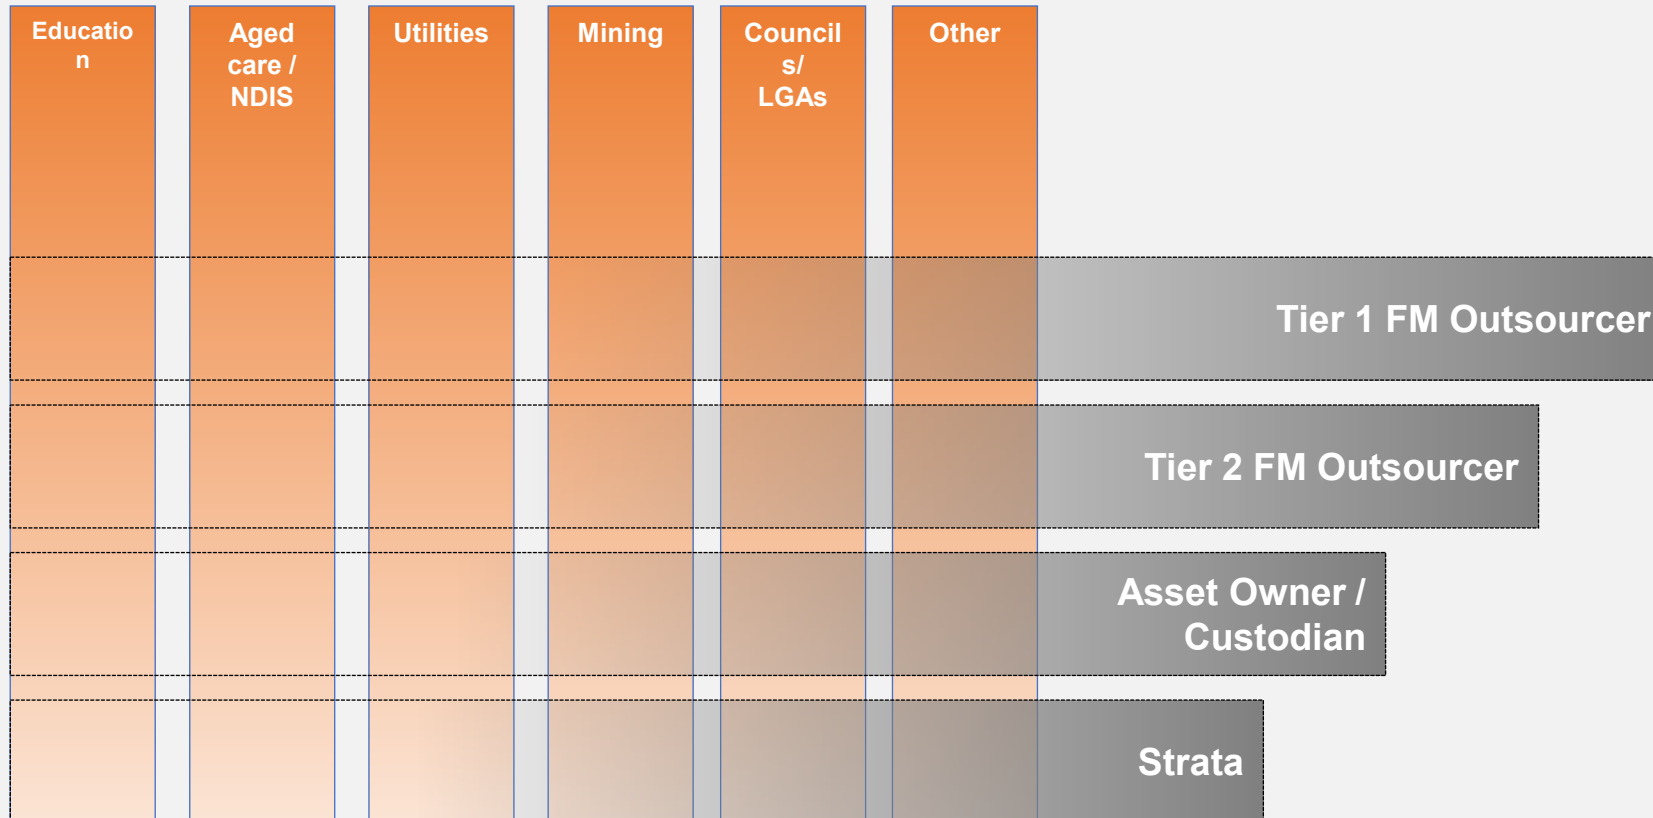 Educatio
n
Aged
care /
NDIS
Utilities
Mining
Council
s/
LGAs
Other
Tier 1 FM Outsourcer
Tier 2 FM Outsourcer
Asset Owner /
Custodian
Strata